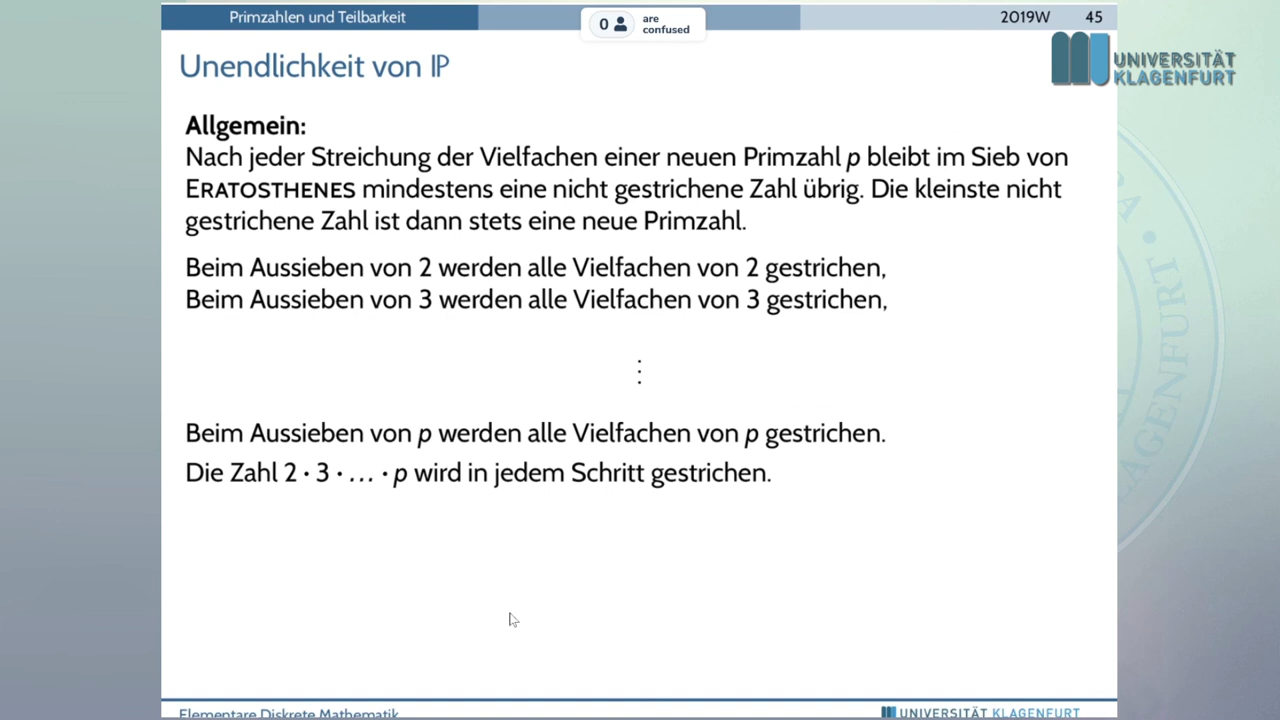 Primzahlen und Teilbarkeit
0 are confused
2019W 45
Unendlichkeit von ℙ
UNIVERSITÄT
KLAGENFURT
Allgemein:
Nach jeder Streichung der Vielfachen einer neuen Primzahl p bleibt im Sieb von
ERATOSTHENES mindestens eine nicht gestrichene Zahl übrig. Die kleinste nicht
gestrichene Zahl ist dann stets eine neue Primzahl.
Beim Aussieben von 2 werden alle Vielfachen von 2 gestrichen,
Beim Aussieben von 3 werden alle Vielfachen von 3 gestrichen,
⋮
Beim Aussieben von p werden alle Vielfachen von p gestrichen.
Die Zahl 2 · 3 · … · p wird in jedem Schritt gestrichen.
Elementare Diskrete Mathematik
UNIVERSITÄT KLAGENFURT